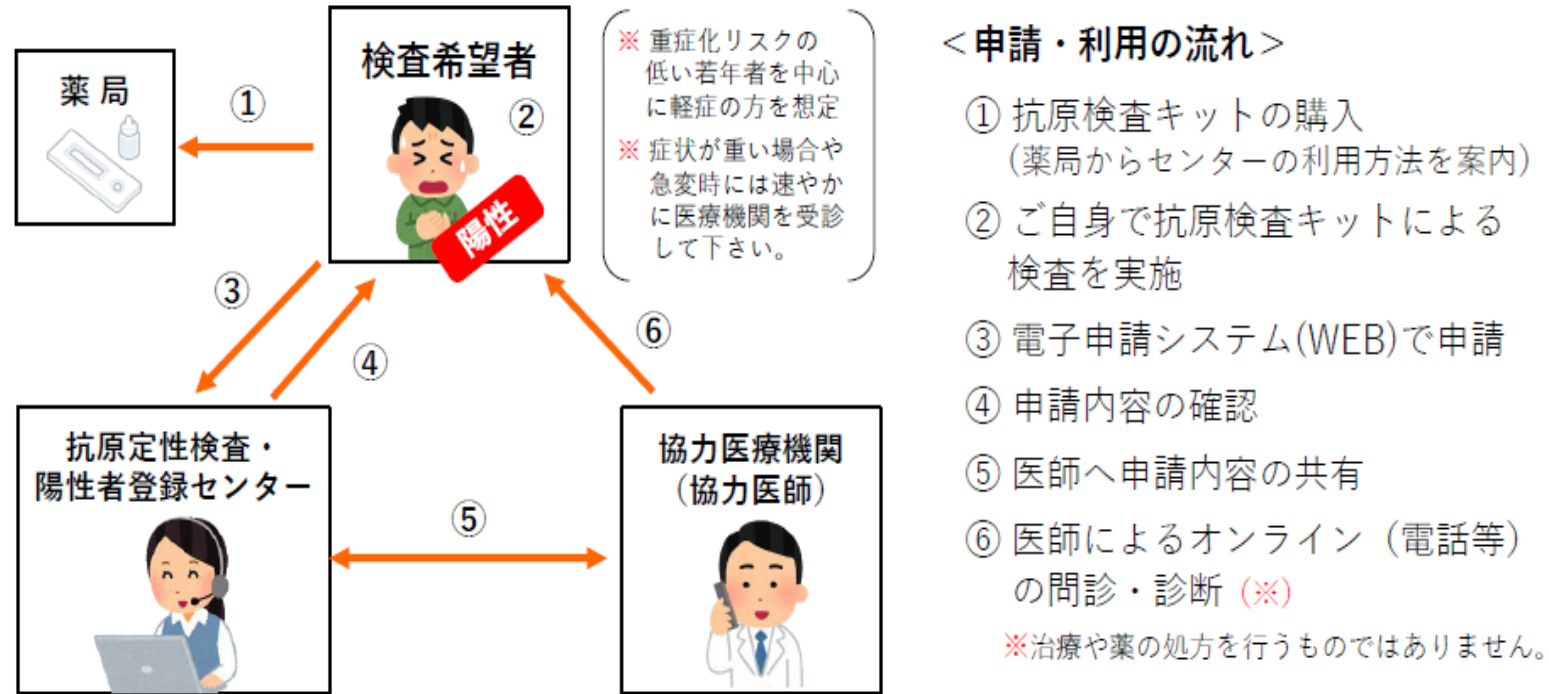 薬局
①
検査希望者
②
陽性
※ 重症化リスクの
低い若年者を中心
に軽症の方を想定
※ 症状が重い場合や
急変時には速やか
に医療機関を受診
して下さい。
③
④
⑥
抗原定性検査・
陽性者登録センター
⑤
協力医療機関
（協力医師）
＜申請・利用の流れ＞
① 抗原検査キットの購入
（薬局からセンターの利用方法を案内）
② ご自身で抗原検査キットによる
検査を実施
③ 電子申請システム(WEB)で申請
④ 申請内容の確認
⑤ 医師へ申請内容の共有
⑥ 医師によるオンライン（電話等）
の問診・診断（※）
※治療や薬の処方を行うものではありません。